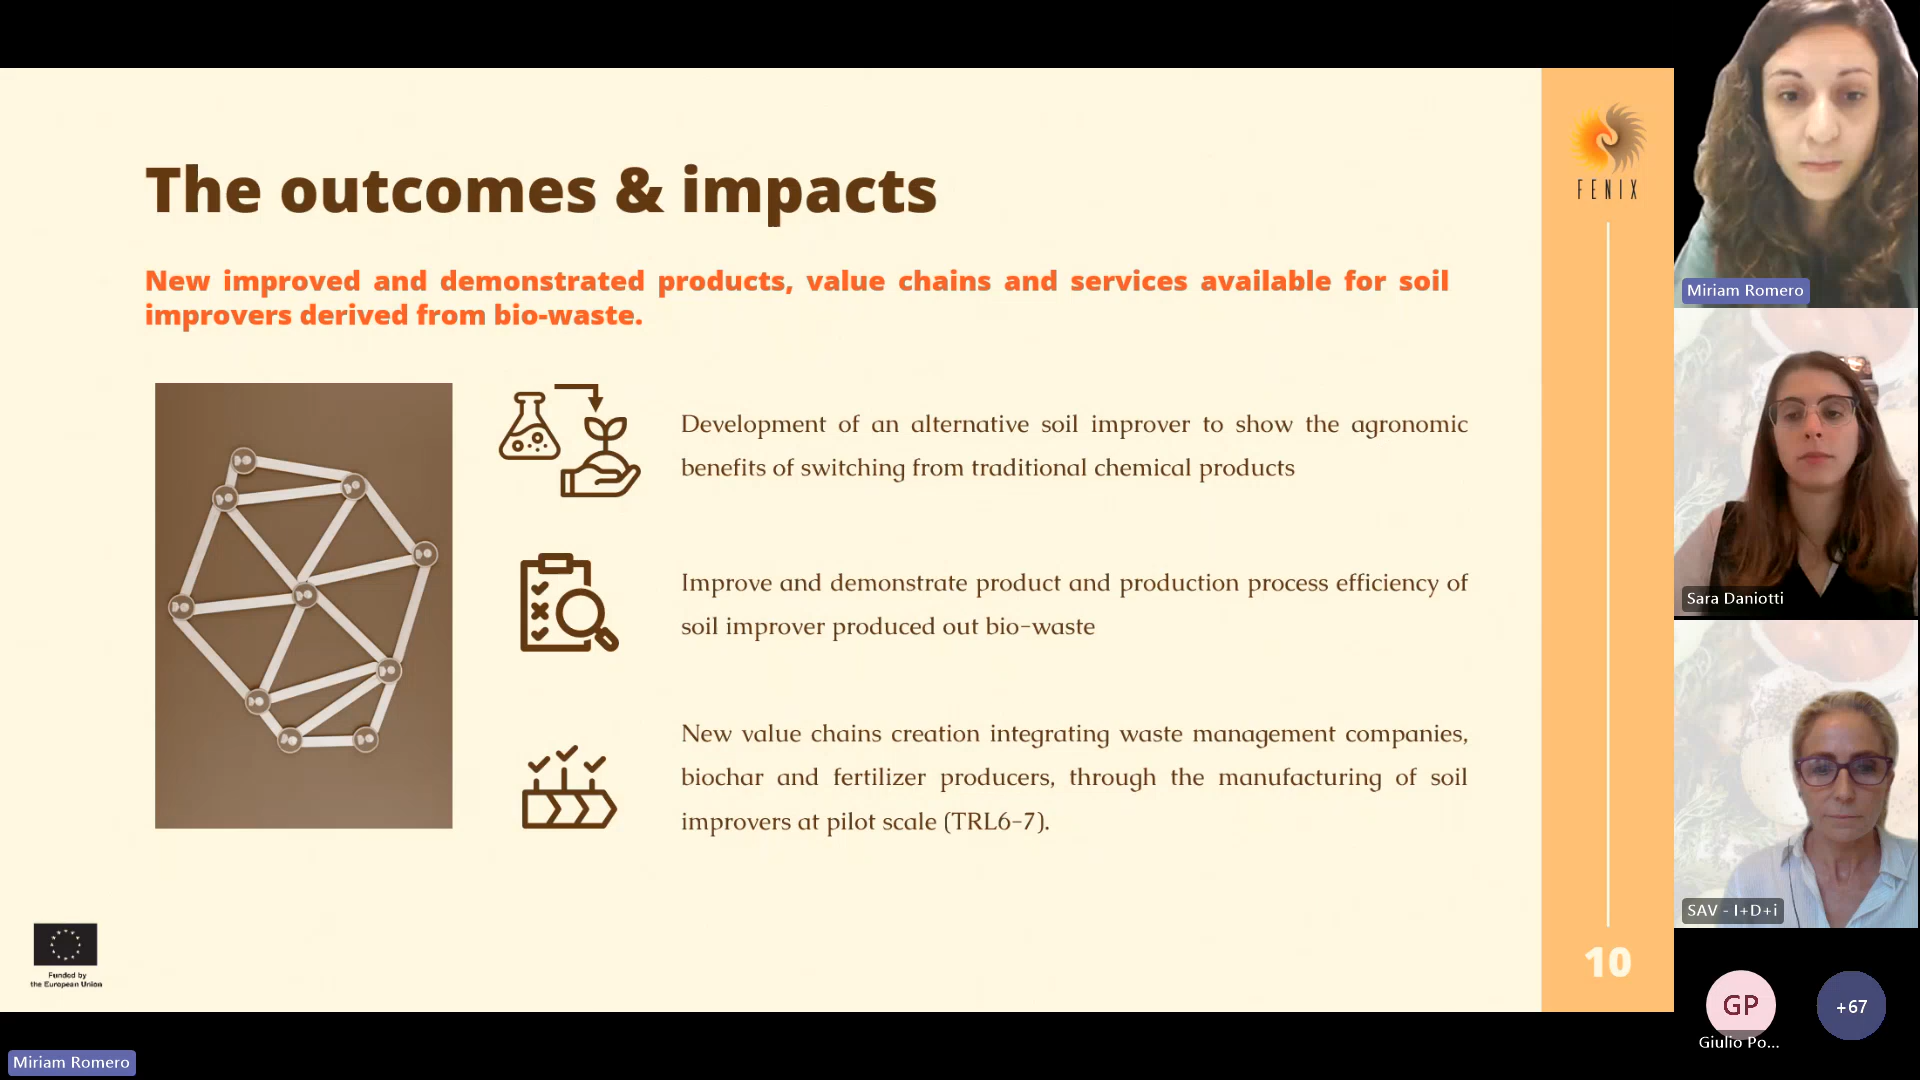 The outcomes & impacts
New improved and demonstrated products, value chains and services available for soil
improvers derived from bio-waste.
Development of an alternative soil improver to show the agronomic
benefits of switching from traditional chemical products
Improve and demonstrate product and production process efficiency of
soil improver produced out bio-waste
New value chains creation integrating waste management companies,
biochar and fertilizer producers, through the manufacturing of soil
improvers at pilot scale (TRL6-7).
Funded by
the European Union
FENIX
10
Miriam Romero
Sara Daniotti
SAV - I+D+i
GP
Giulio Po...
+67
Miriam Romero